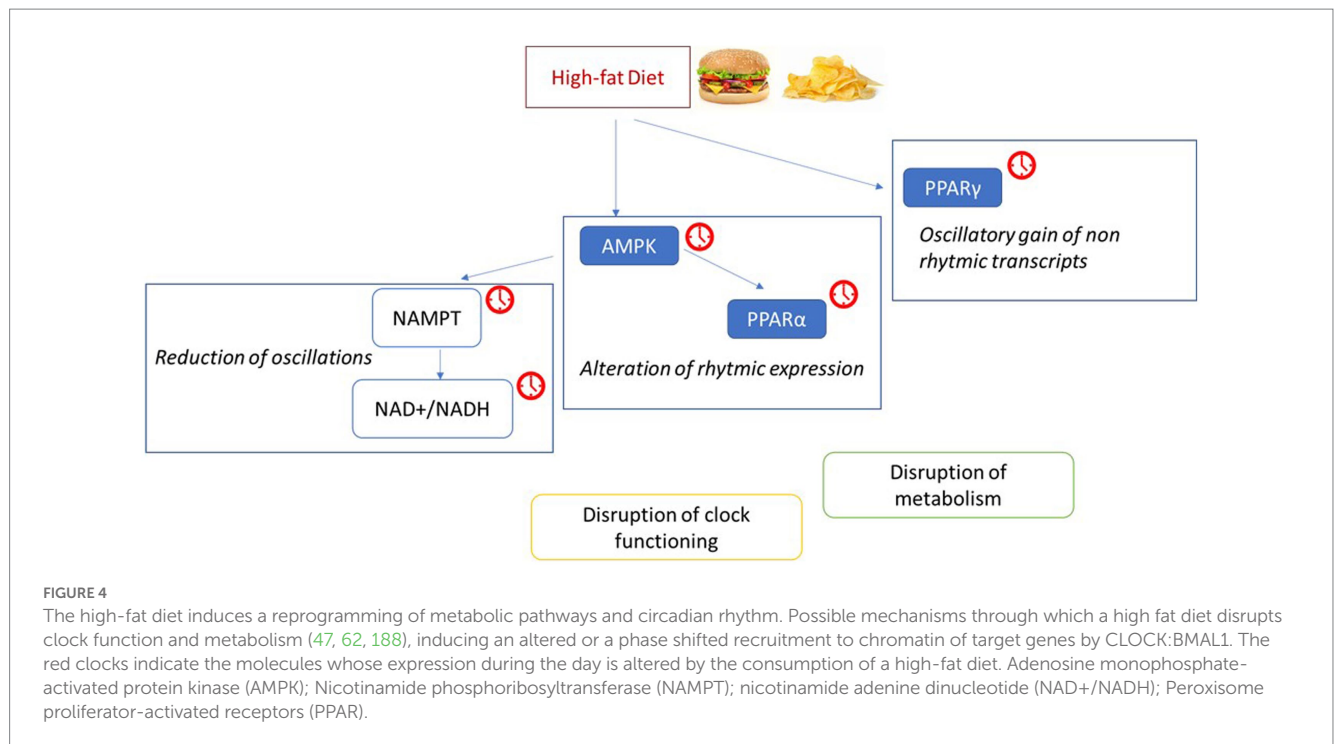 High-fat Diet
PPARγ
Oscillatory gain of non
rhytmic transcripts
AMPK
PPARα
Alteration of rhytmic expression
NAMPT
Reduction of oscillations
NAD+/NADH
Disruption of
metabolism
Disruption of clock
functioning
FIGURE 4
The high-fat diet induces a reprogramming of metabolic pathways and circadian rhythm. Possible mechanisms through which a high fat diet disrupts
clock function and metabolism (47, 62, 188), inducing an altered or a phase shifted recruitment to chromatin of target genes by CLOCK:BMAL1. The
red clocks indicate the molecules whose expression during the day is altered by the consumption of a high-fat diet. Adenosine monophosphate-
activated protein kinase (AMPK); Nicotinamide phosphoribosyltransferase (NAMPT); nicotinamide adenine dinucleotide (NAD+/NADH); Peroxisome
proliferator-activated receptors (PPAR).